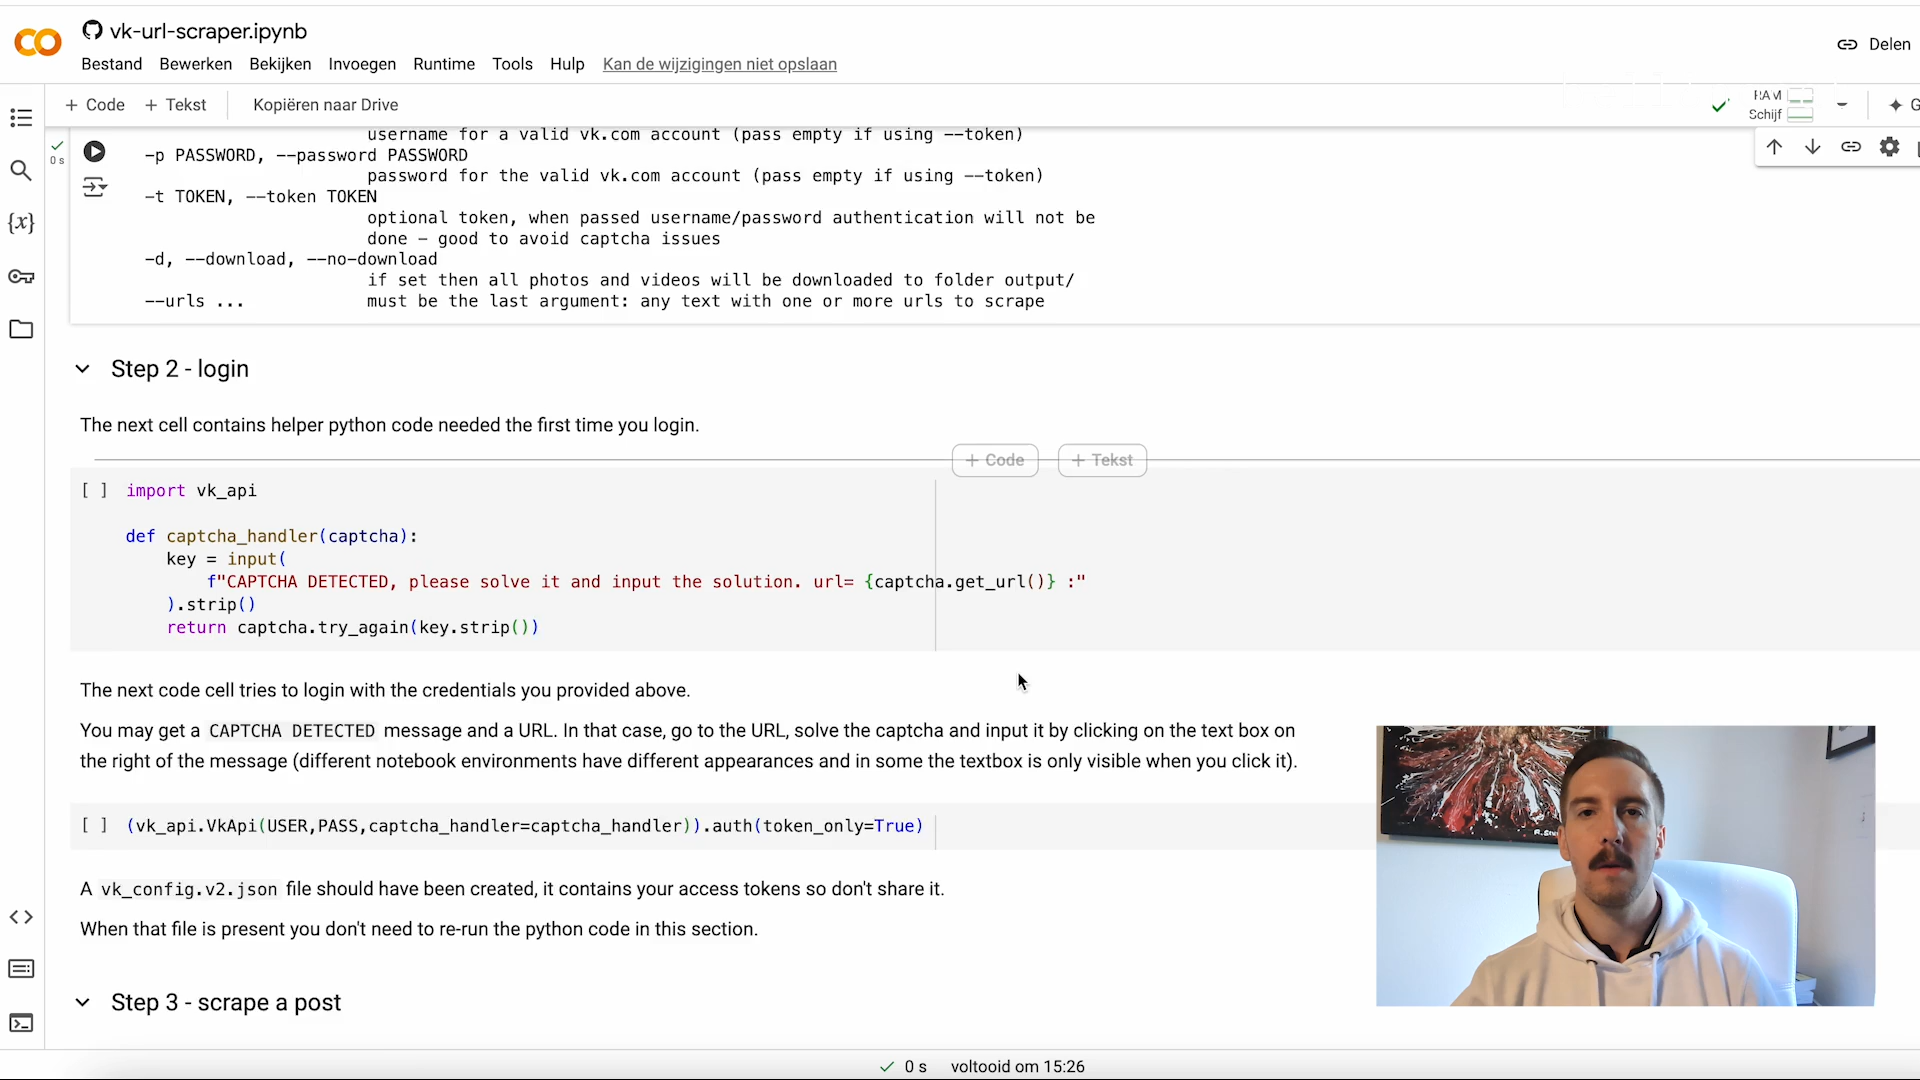 vk-url-scraper.ipynb
Bestand Bewerken Bekijken Invoegen Runtime Tools Hulp Kan de wijzigingen niet opslaan
Delen
+ Code + Tekst Kopiëren naar Drive
RAM
Schijf
G
username for a valid vk.com account (pass empty if using --token)
0 s
-p PASSWORD, --password PASSWORD
password for the valid vk.com account (pass empty if using --token)
-t TOKEN, --token TOKEN
optional token, when passed username/password authentication will not be
done - good to avoid captcha issues
-d, --download, --no-download
if set then all photos and videos will be downloaded to folder output/
--urls ... must be the last argument: any text with one or more urls to scrape
Step 2 - login
The next cell contains helper python code needed the first time you login.
+ Code + Tekst
[ ] import vk_api
def captcha_handler(captcha):
key = input(
f"CAPTCHA DETECTED, please solve it and input the solution. url= {captcha.get_url()} :"
).strip()
return captcha.try_again(key.strip())
The next code cell tries to login with the credentials you provided above.
You may get a CAPTCHA DETECTED message and a URL. In that case, go to the URL, solve the captcha and input it by clicking on the text box on
the right of the message (different notebook environments have different appearances and in some the textbox is only visible when you click it).
[ ] (vk_api.VkApi(USER,PASS,captcha_handler=captcha_handler)).auth(token_only=True)
A vk_config.v2.json file should have been created, it contains your access tokens so don't share it.
When that file is present you don't need to re-run the python code in this section.
Step 3 - scrape a post
0 s voltooid om 15:26